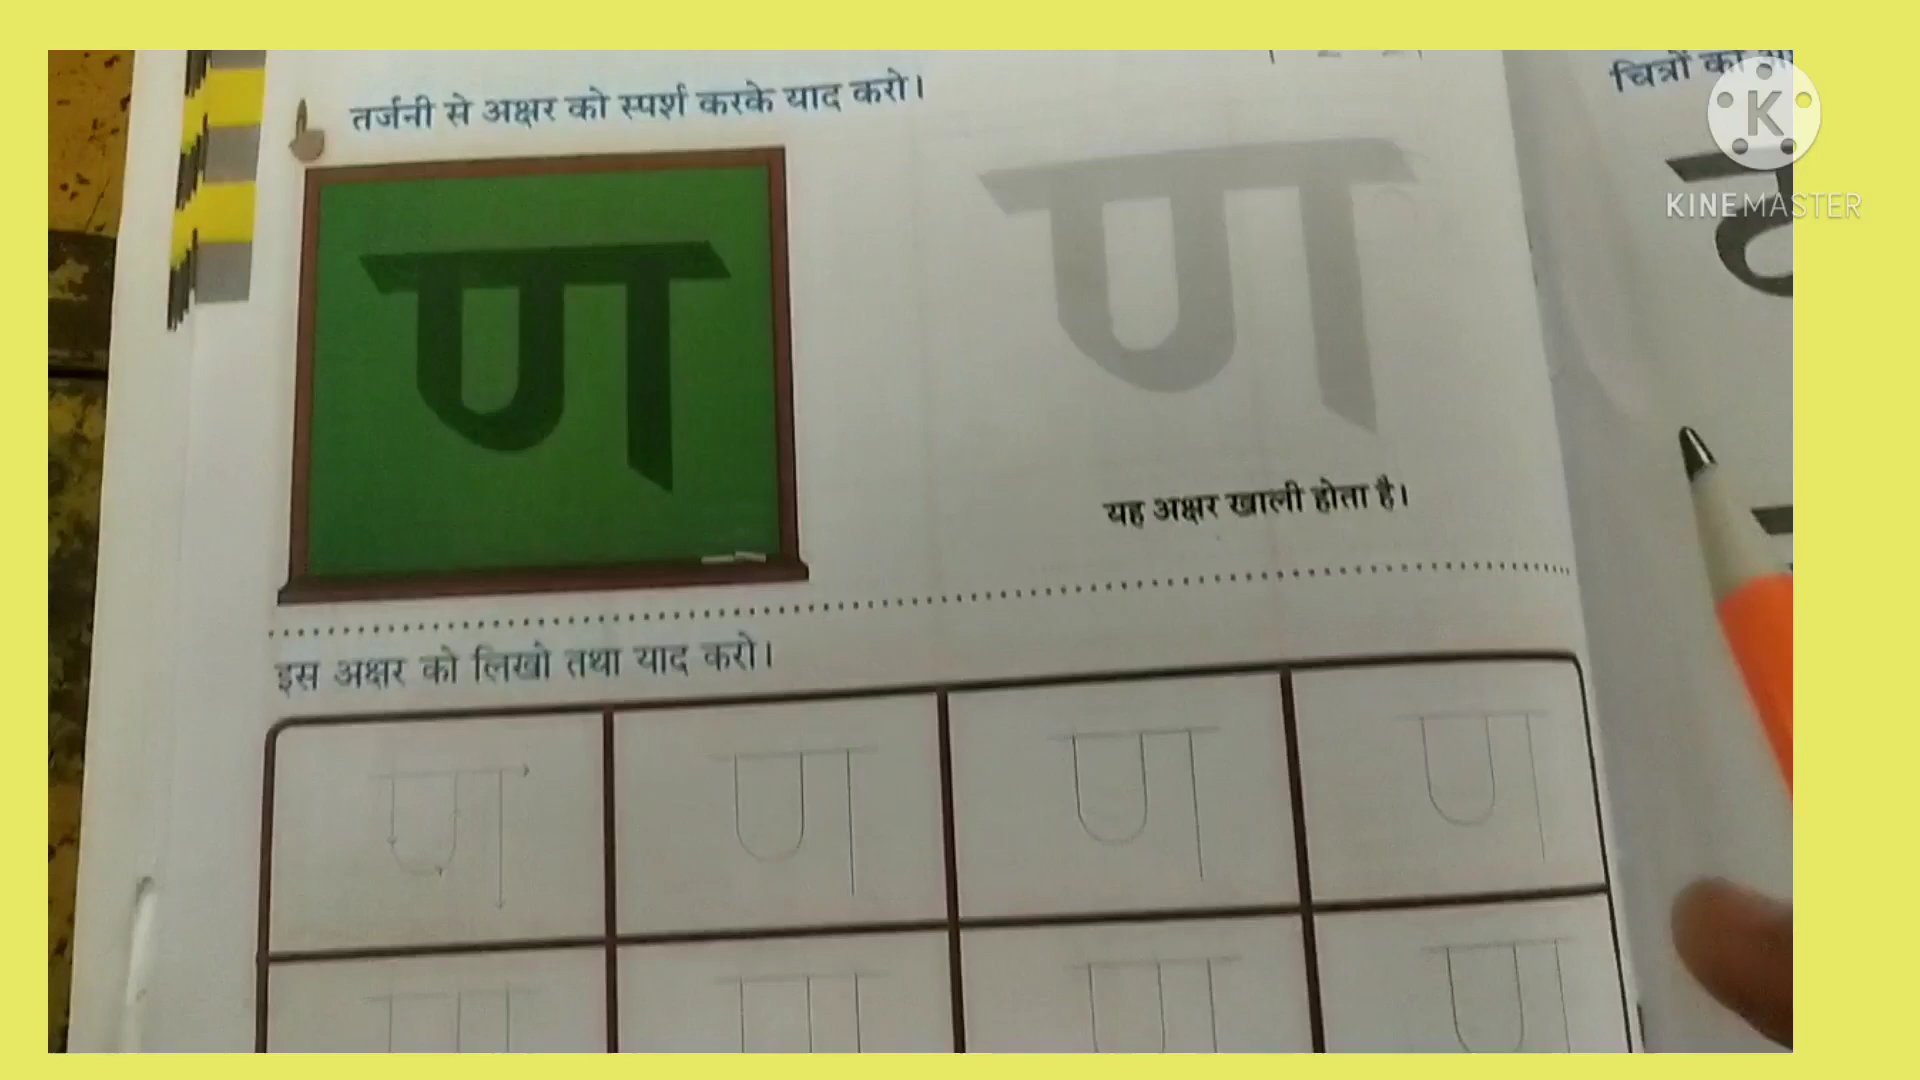 तर्जनी से अक्षर को स्पर्श करके याद करो।
चित्रों को
KINEMASTER
ण
ण
यह अक्षर खाली होता है।
इस अक्षर को लिखो तथा याद करो।
ण ण ण ण
ण ण ण ण